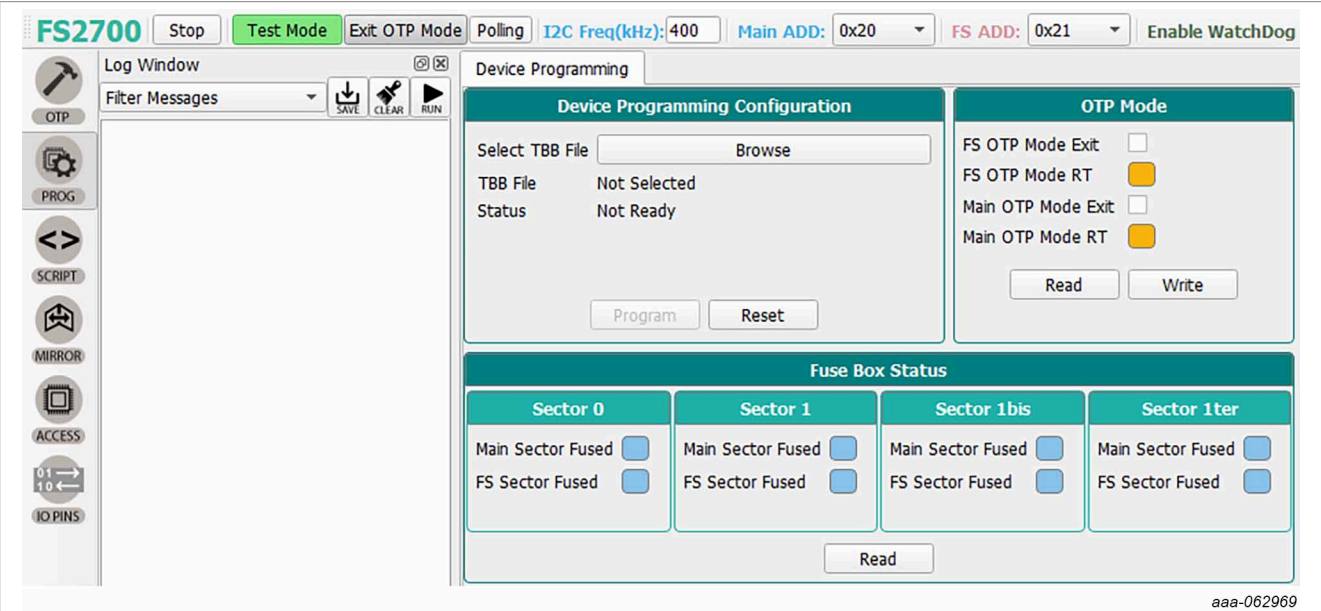 FS2700 Stop Test Mode Exit OTP Mode Polling I2C Freq(kHz): 400 Main ADD: 0x20 FS ADD: 0x21 Enable WatchDog
OTP
PROG
SCRIPT
MIRROR
ACCESS
01
10
IO PINS
Log Window
Filter Messages SAVE CLEAR RUN
Device Programming
Device Programming Configuration
Select TBB File Browse
TBB File Not Selected
Status Not Ready
Program Reset
OTP Mode
FS OTP Mode Exit
FS OTP Mode RT
Main OTP Mode Exit
Main OTP Mode RT
Read Write
Fuse Box Status
Sector 0
Main Sector Fused
FS Sector Fused
Sector 1
Main Sector Fused
FS Sector Fused
Sector 1bis
Main Sector Fused
FS Sector Fused
Sector 1ter
Main Sector Fused
FS Sector Fused
Read
aaa-062969